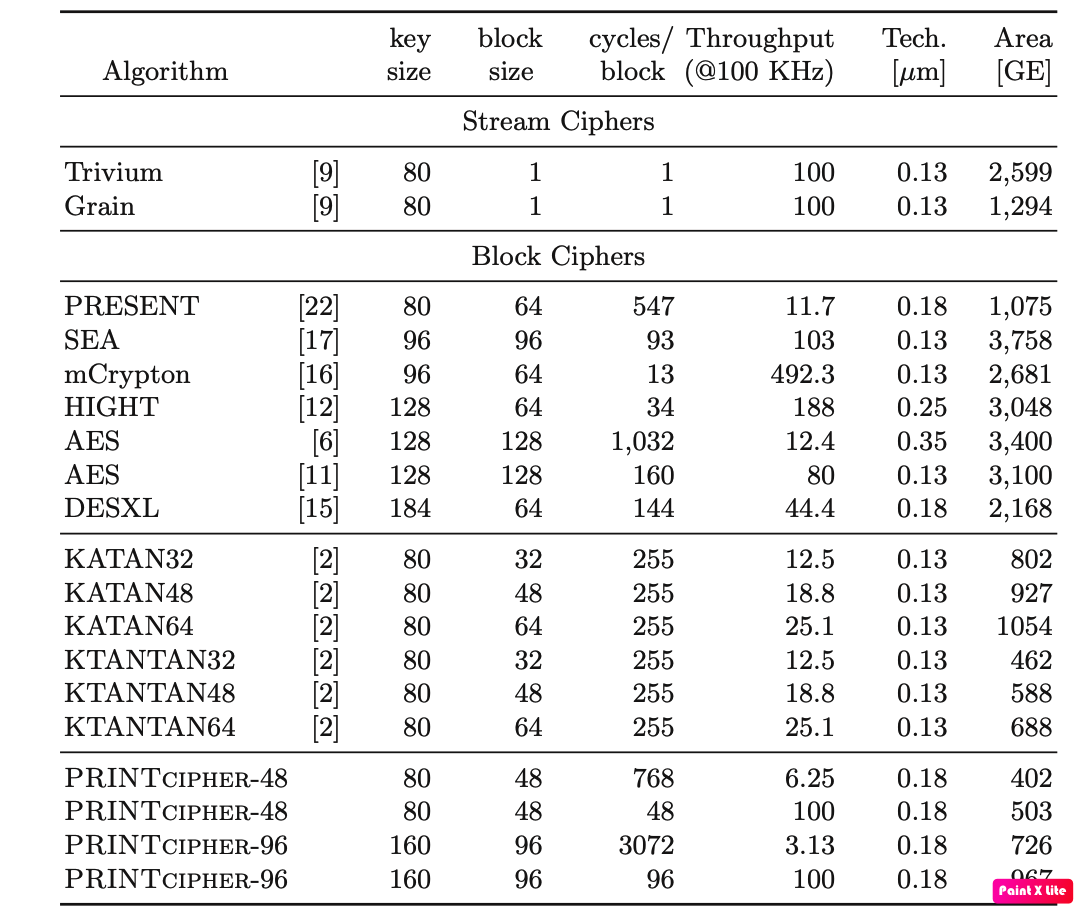 key block cycles/ Throughput Tech. Area
Algorithm size size block (@100 KHz) [μm] [GE]
Stream Ciphers
Trivium [9] 80 1 1 100 0.13 2,599
Grain [9] 80 1 1 100 0.13 1,294
Block Ciphers
PRESENT [22] 80 64 547 11.7 0.18 1,075
SEA [17] 96 96 93 103 0.13 3,758
mCrypton [16] 96 64 13 492.3 0.13 2,681
HIGHT [12] 128 64 34 188 0.25 3,048
AES [6] 128 128 1,032 12.4 0.35 3,400
AES [11] 128 128 160 80 0.13 3,100
DESXL [15] 184 64 144 44.4 0.18 2,168
KATAN32 [2] 80 32 255 12.5 0.13 802
KATAN48 [2] 80 48 255 18.8 0.13 927
KATAN64 [2] 80 64 255 25.1 0.13 1054
KTANTAN32 [2] 80 32 255 12.5 0.13 462
KTANTAN48 [2] 80 48 255 18.8 0.13 588
KTANTAN64 [2] 80 64 255 25.1 0.13 688
PRINTCIPHER-48 80 48 768 6.25 0.18 402
PRINTCIPHER-48 80 48 48 100 0.18 503
PRINTCIPHER-96 160 96 3072 3.13 0.18 726
PRINTCIPHER-96 160 96 96 100 0.18
Paint X Lite